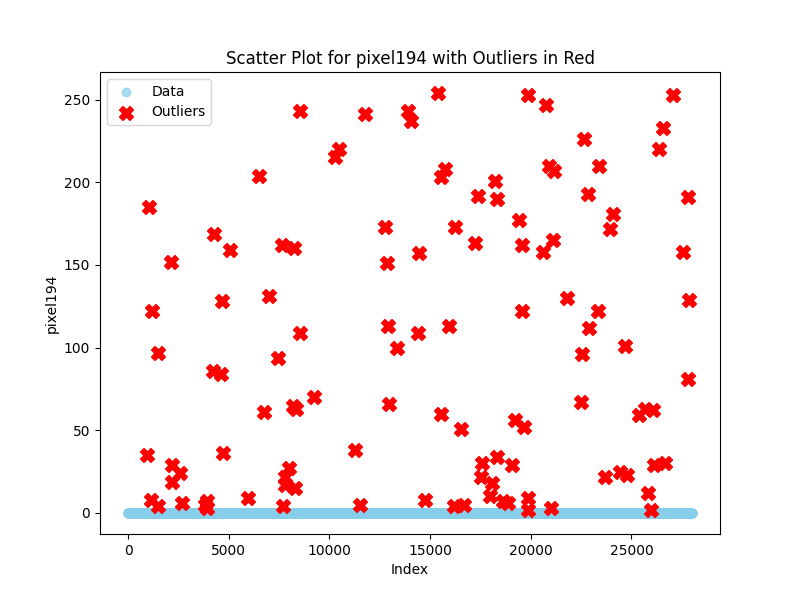 Scatter Plot for pixel194 with Outliers in Red
Data
Outliers
250
200
150
100
50
0
pixel194
0 5000 10000 15000 20000 25000
Index